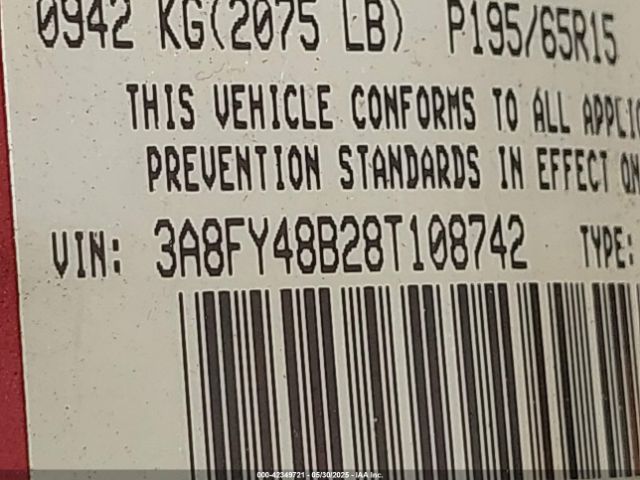 0942 KG(2075 LB) P195/65R15
THIS VEHICLE CONFORMS TO ALL
PREVENTION STANDARDS IN EFFECT ON
VIN: 3A8FY48B28T108742 TYPE:
000-42349721 - 05/30/2025 - IAA Inc.